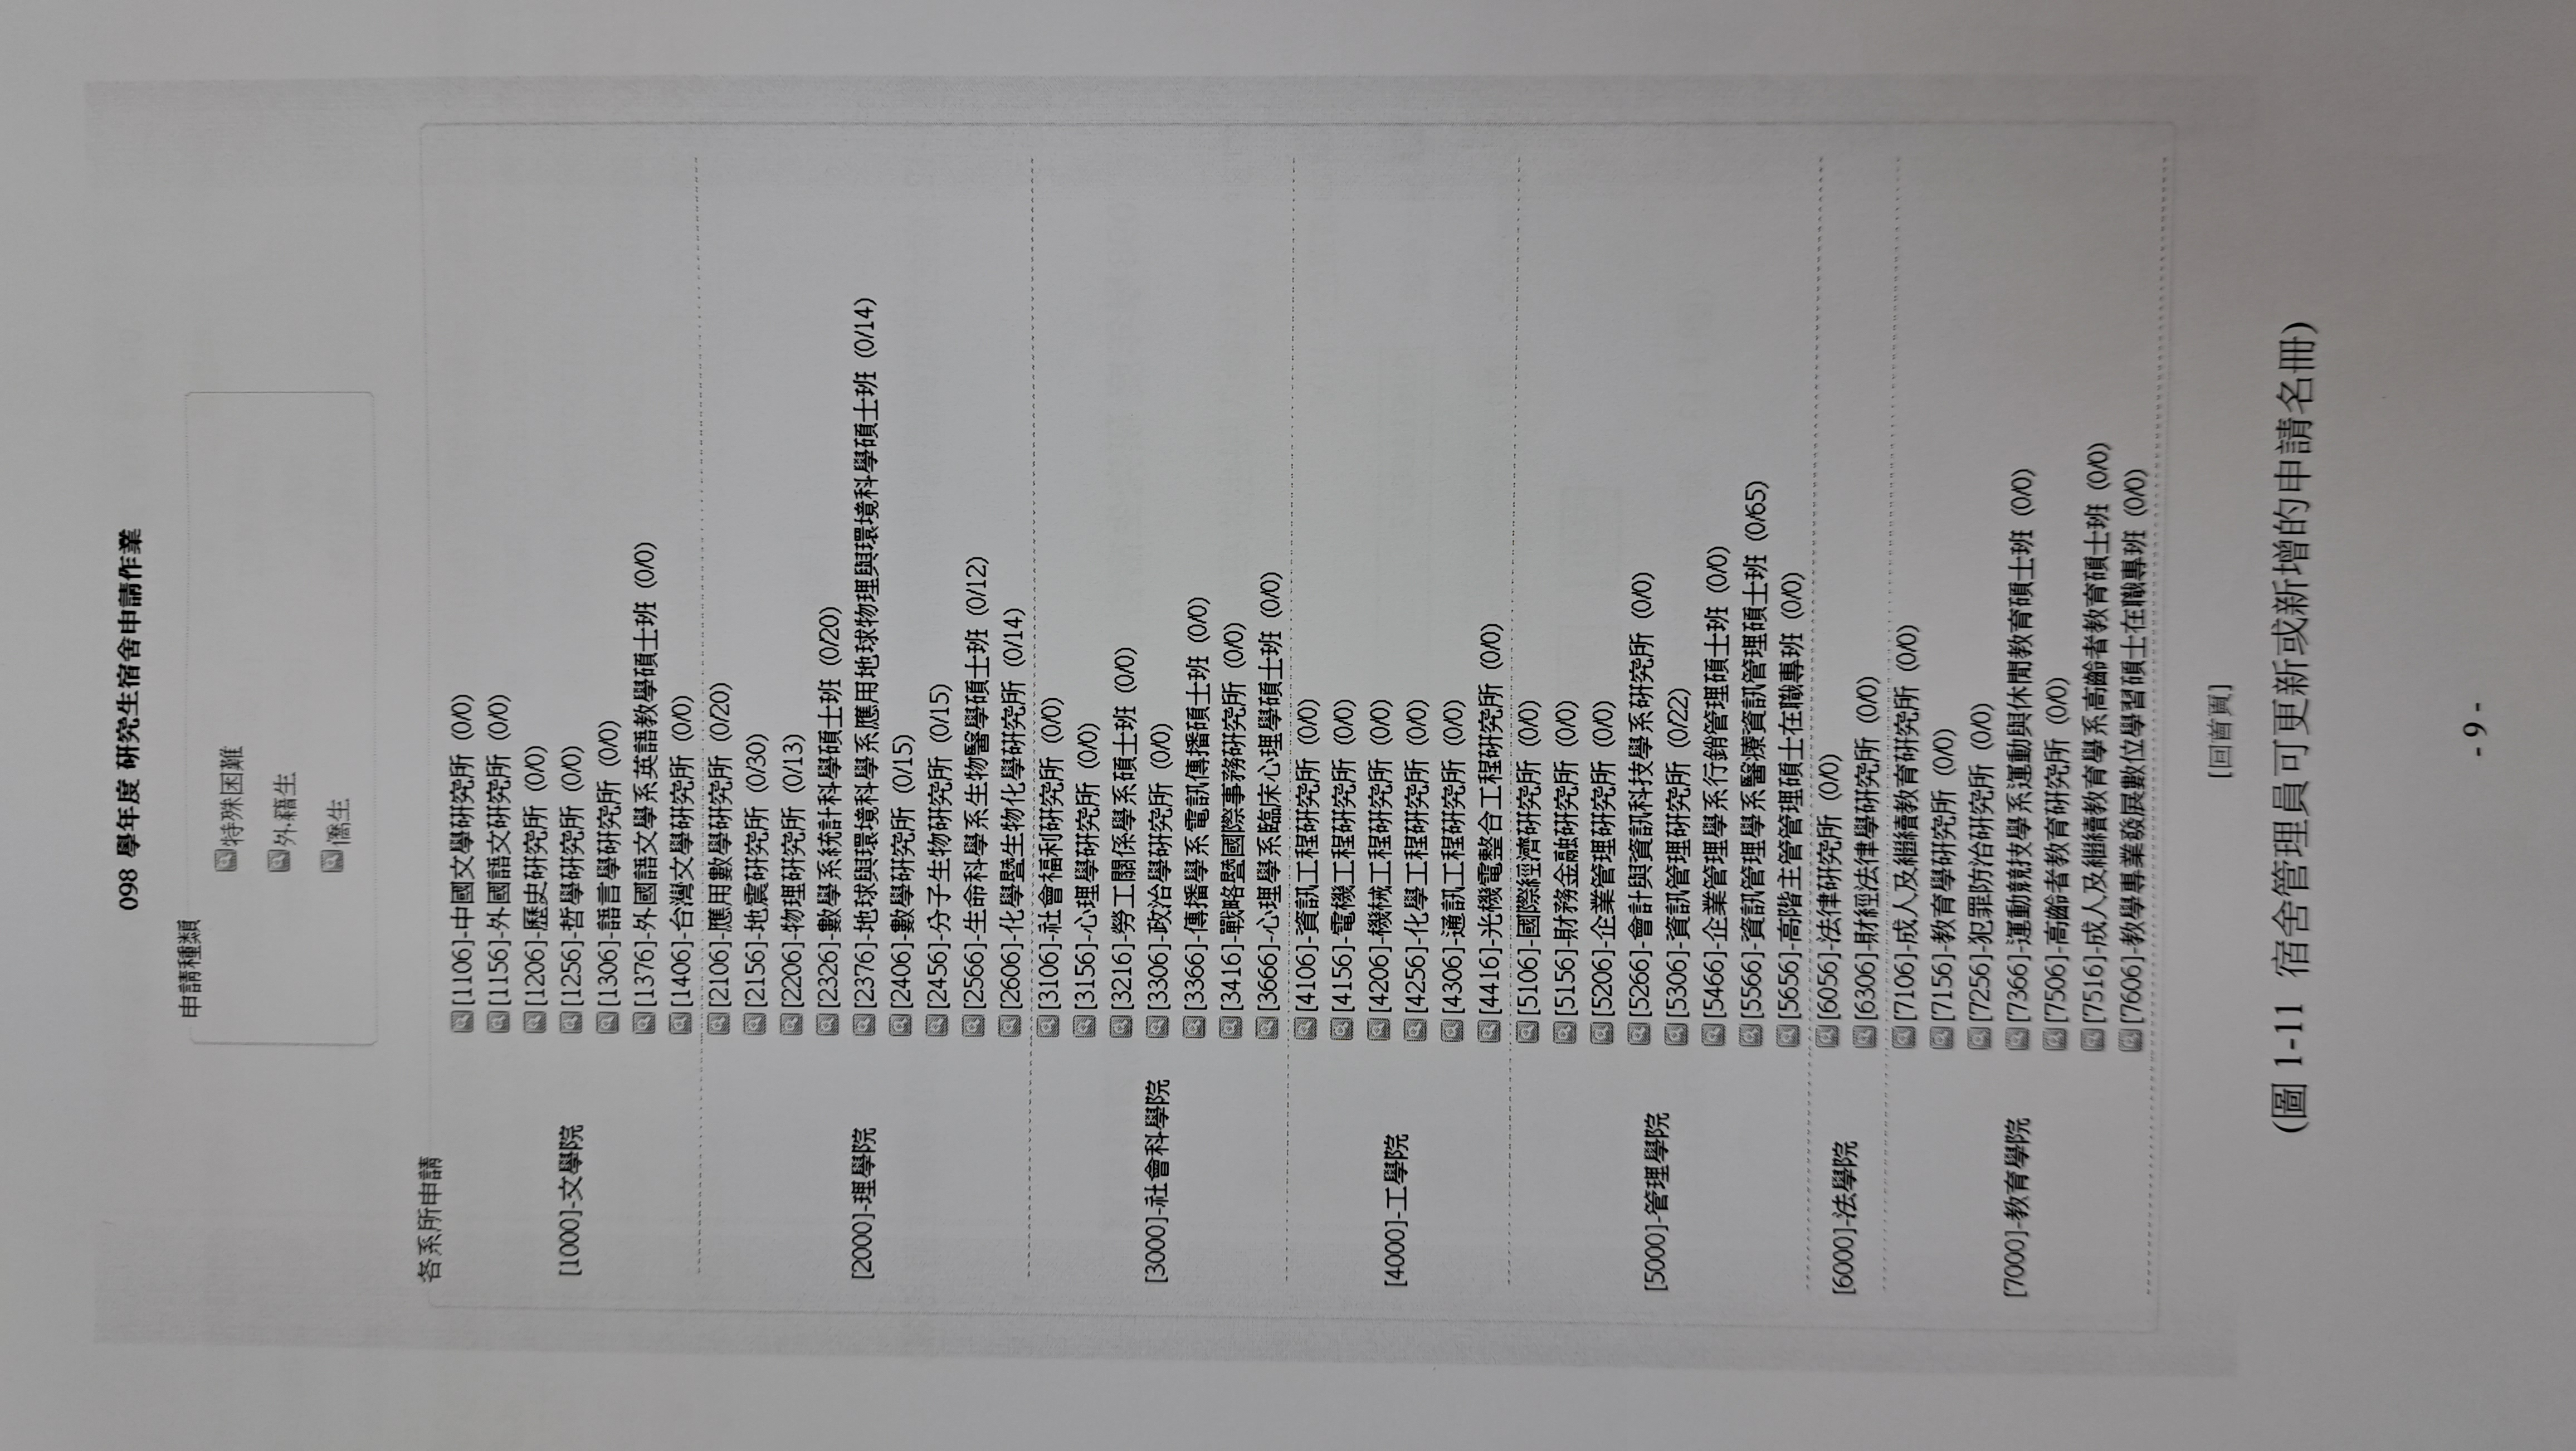 098 學年度 研究生宿舍申請作業
申請種類
特殊困難
外籍生
僑生
各系所申請
[1000]-文學院
[1106]-中國文學研究所 (0/0)
[1156]-外國語文研究所 (0/0)
[1206]-歷史研究所 (0/0)
[1256]-哲學研究所 (0/0)
[1306]-語言學研究所 (0/0)
[1376]-外國語文學系英語教學碩士班 (0/0)
[1406]-台灣文學研究所 (0/0)
[2000]-理學院
[2106]-應用數學研究所 (0/20)
[2156]-地震研究所 (0/30)
[2206]-物理研究所 (0/13)
[2326]-數學系統計科學碩士班 (0/20)
[2376]-地球與環境科學系應用地球物理與環境科學碩士班 (0/14)
[2406]-數學研究所 (0/15)
[2456]-分子生物研究所 (0/15)
[2566]-生命科學系生物醫學碩士班 (0/12)
[2606]-化學暨生物化學研究所 (0/14)
[3000]-社會科學院
[3106]-社會福利研究所 (0/0)
[3156]-心理學研究所 (0/0)
[3216]-勞工關係學系碩士班 (0/0)
[3306]-政治學研究所 (0/0)
[3366]-傳播學系電訊傳播碩士班 (0/0)
[3416]-戰略暨國際事務研究所 (0/0)
[3666]-心理學系臨床心理學碩士班 (0/0)
[4000]-工學院
[4106]-資訊工程研究所 (0/0)
[4156]-電機工程研究所 (0/0)
[4206]-機械工程研究所 (0/0)
[4256]-化學工程研究所 (0/0)
[4306]-通訊工程研究所 (0/0)
[4416]-光機電整合工程研究所 (0/0)
[5000]-管理學院
[5106]-國際經濟研究所 (0/0)
[5156]-財務金融研究所 (0/0)
[5206]-企業管理研究所 (0/0)
[5266]-會計與資訊科技學系研究所 (0/0)
[5306]-資訊管理研究所 (0/22)
[5466]-企業管理學系行銷管理碩士班 (0/0)
[5566]-資訊管理學系醫療資訊管理碩士班 (0/65)
[5656]-高階主管管理碩士在職專班 (0/0)
[6000]-法學院
[6056]-法律研究所 (0/0)
[6306]-財經法律學研究所 (0/0)
[7000]-教育學院
[7106]-成人及繼續教育研究所 (0/0)
[7156]-教育學研究所 (0/0)
[7256]-犯罪防治研究所 (0/0)
[7366]-運動競技學系運動與休閒教育碩士班 (0/0)
[7506]-高齡者教育研究所 (0/0)
[7516]-成人及繼續教育學系高齡者教育碩士班 (0/0)
[7606]-教學專業發展數位學習碩士在職專班 (0/0)
[回首頁]
(圖 1-11 宿舍管理員可更新或新增的申請名冊)
- 9 -